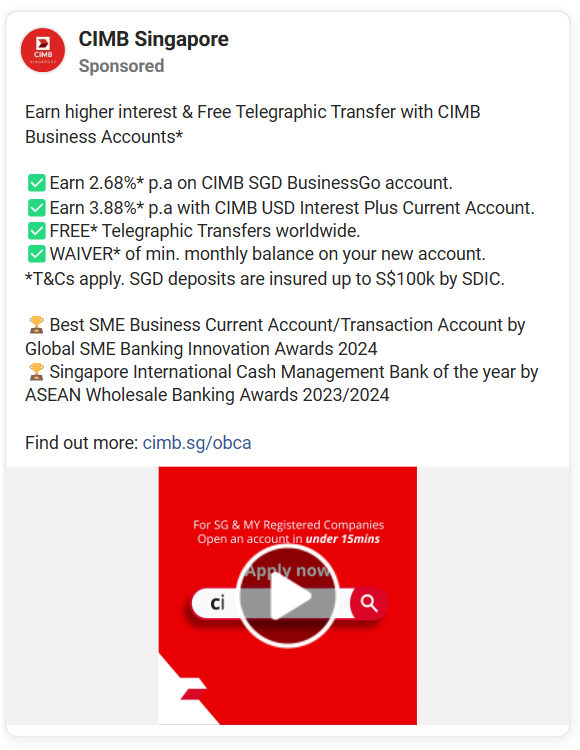 CIMB
SINGAPORE
CIMB Singapore
Sponsored
Earn higher interest & Free Telegraphic Transfer with CIMB
Business Accounts*
✅ Earn 2.68%* p.a on CIMB SGD BusinessGo account.
✅ Earn 3.88%* p.a with CIMB USD Interest Plus Current Account.
✅ FREE* Telegraphic Transfers worldwide.
✅ WAIVER* of min. monthly balance on your new account.
*T&Cs apply. SGD deposits are insured up to S$100k by SDIC.
🏆 Best SME Business Current Account/Transaction Account by
Global SME Banking Innovation Awards 2024
🏆 Singapore International Cash Management Bank of the year by
ASEAN Wholesale Banking Awards 2023/2024
Find out more: cimb.sg/obca
For SG & MY Registered Companies
Open an account in under 15mins
Apply now
ci